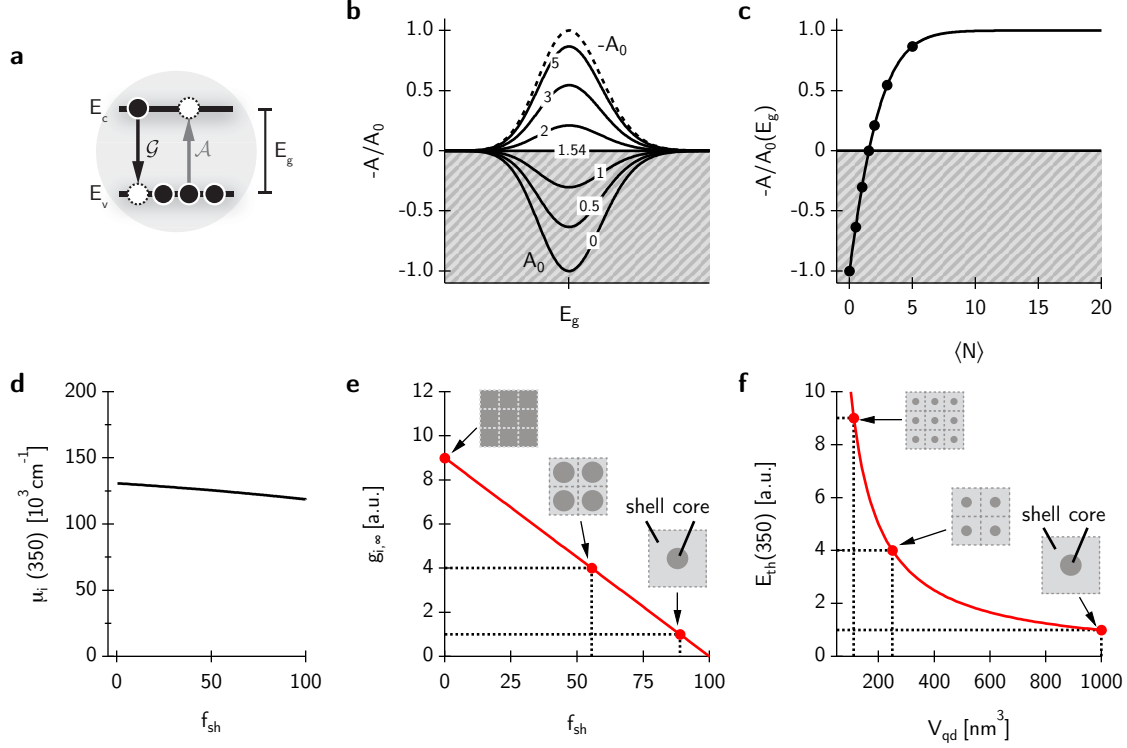 a
E_c
G
A
E_g
E_v
b
-A/A_0
1.0
0.5
0
-0.5
-1.0
-A_0
5
3
2
1.54
1
0.5
0
A_0
E_g
c
-A/A_0(E_g)
1.0
0.5
0
-0.5
-1.0
0 5 10 15 20
⟨N⟩
d
μ_i (350) [10^3 cm^-1]
200
150
100
50
0
0 50 100
f_sh
e
g_i,∞ [a.u.]
12
10
8
6
4
2
0
shell core
0 25 50 75 100
f_sh
f
E_th(350) [a.u.]
10
8
6
4
2
0
shell core
200 400 600 800 1000
V_qd [nm^3]